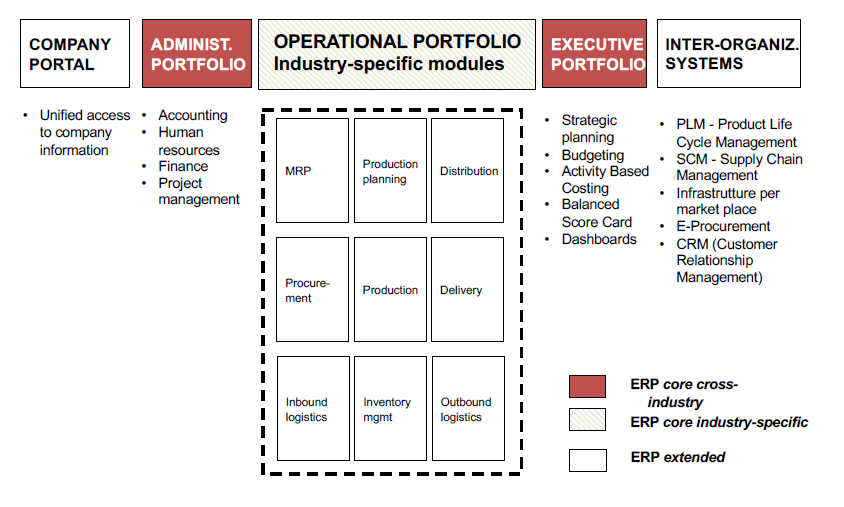 COMPANY
PORTAL
ADMINIST.
PORTFOLIO
OPERATIONAL PORTFOLIO
Industry-specific modules
EXECUTIVE
PORTFOLIO
INTER-ORGANIZ.
SYSTEMS
• Unified access
to company
information
• Accounting
• Human
resources
• Finance
• Project
management
MRP
Production
planning
Distribution
Procure-
ment
Production
Delivery
Inbound
logistics
Inventory
mgmt
Outbound
logistics
• Strategic
planning
• Budgeting
• Activity Based
Costing
• Balanced
Score Card
• Dashboards
• PLM - Product Life
Cycle Management
• SCM - Supply Chain
Management
• Infrastrutture per
market place
• E-Procurement
• CRM (Customer
Relationship
Management)
ERP core cross-
industry
ERP core industry-specific
ERP extended